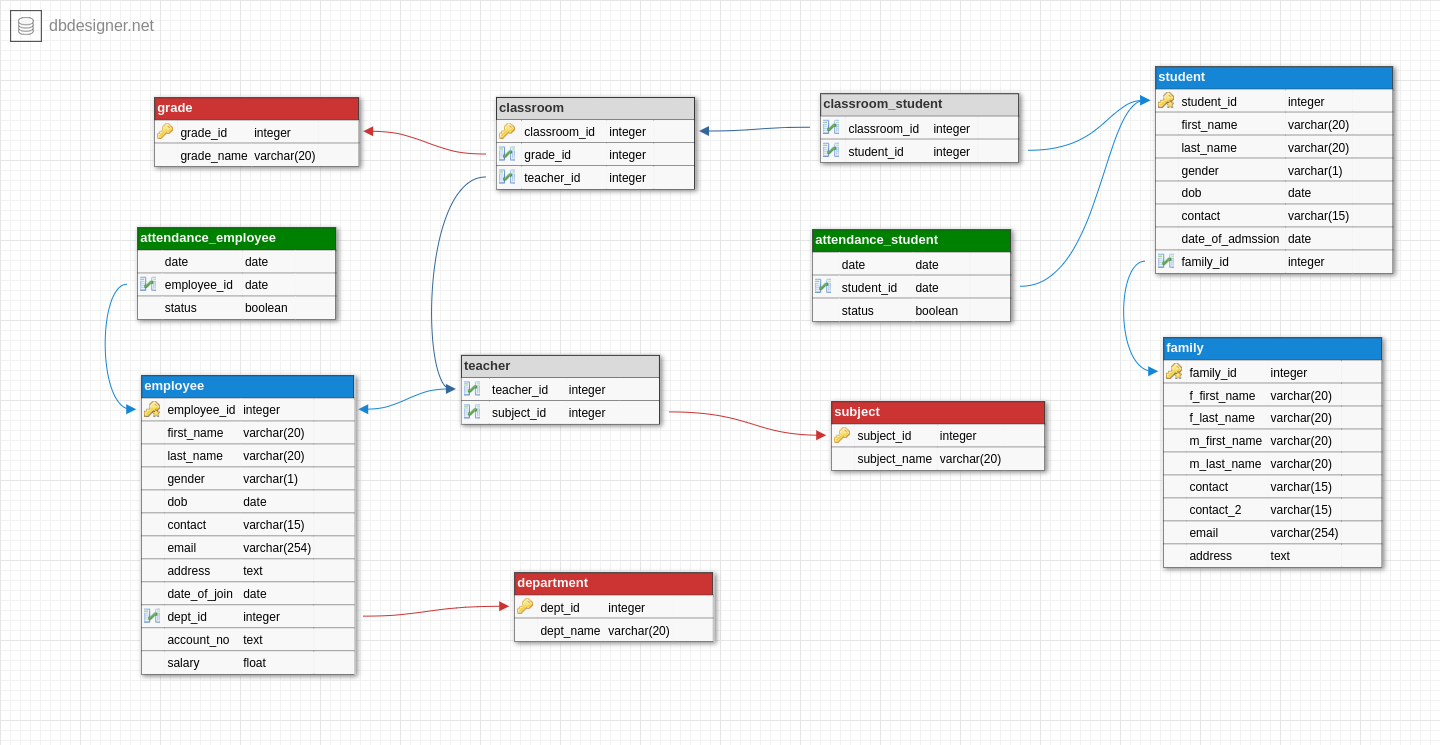 dbdesigner.net
grade
grade_id integer
grade_name varchar(20)
classroom
classroom_id integer
grade_id integer
teacher_id integer
classroom_student
classroom_id integer
student_id integer
student
student_id integer
first_name varchar(20)
last_name varchar(20)
gender varchar(1)
dob date
contact varchar(15)
date_of_admssion date
family_id integer
attendance_employee
date date
employee_id date
status boolean
attendance_student
date date
student_id date
status boolean
employee
employee_id integer
first_name varchar(20)
last_name varchar(20)
gender varchar(1)
dob date
contact varchar(15)
email varchar(254)
address text
date_of_join date
dept_id integer
account_no text
salary float
teacher
teacher_id integer
subject_id integer
subject
subject_id integer
subject_name varchar(20)
family
family_id integer
f_first_name varchar(20)
f_last_name varchar(20)
m_first_name varchar(20)
m_last_name varchar(20)
contact varchar(15)
contact_2 varchar(15)
email varchar(254)
address text
department
dept_id integer
dept_name varchar(20)